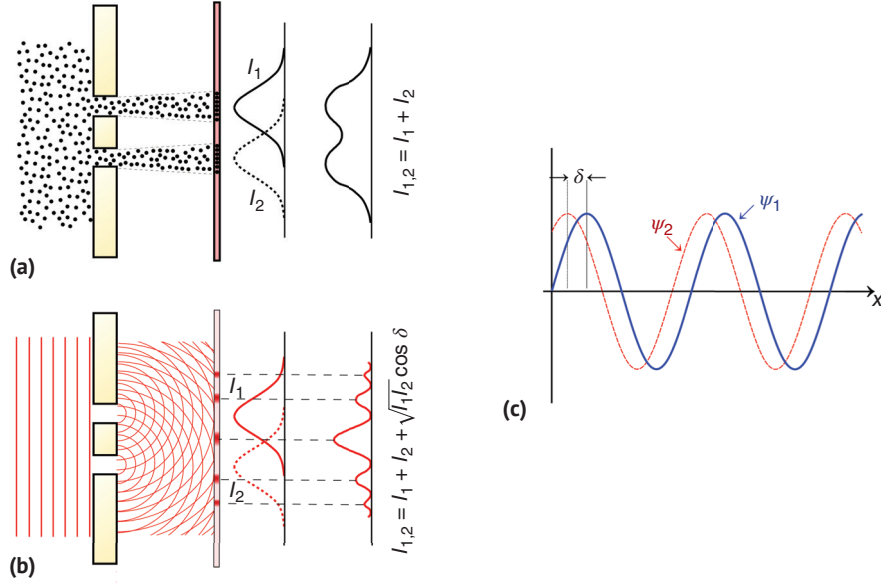 I₁
I₂
I₁,₂ = I₁ + I₂
(a)
I₁
I₂
I₁,₂ = I₁ + I₂ + √I₁I₂ cos δ
(b)
δ
ψ₂
ψ₁
x
(c)